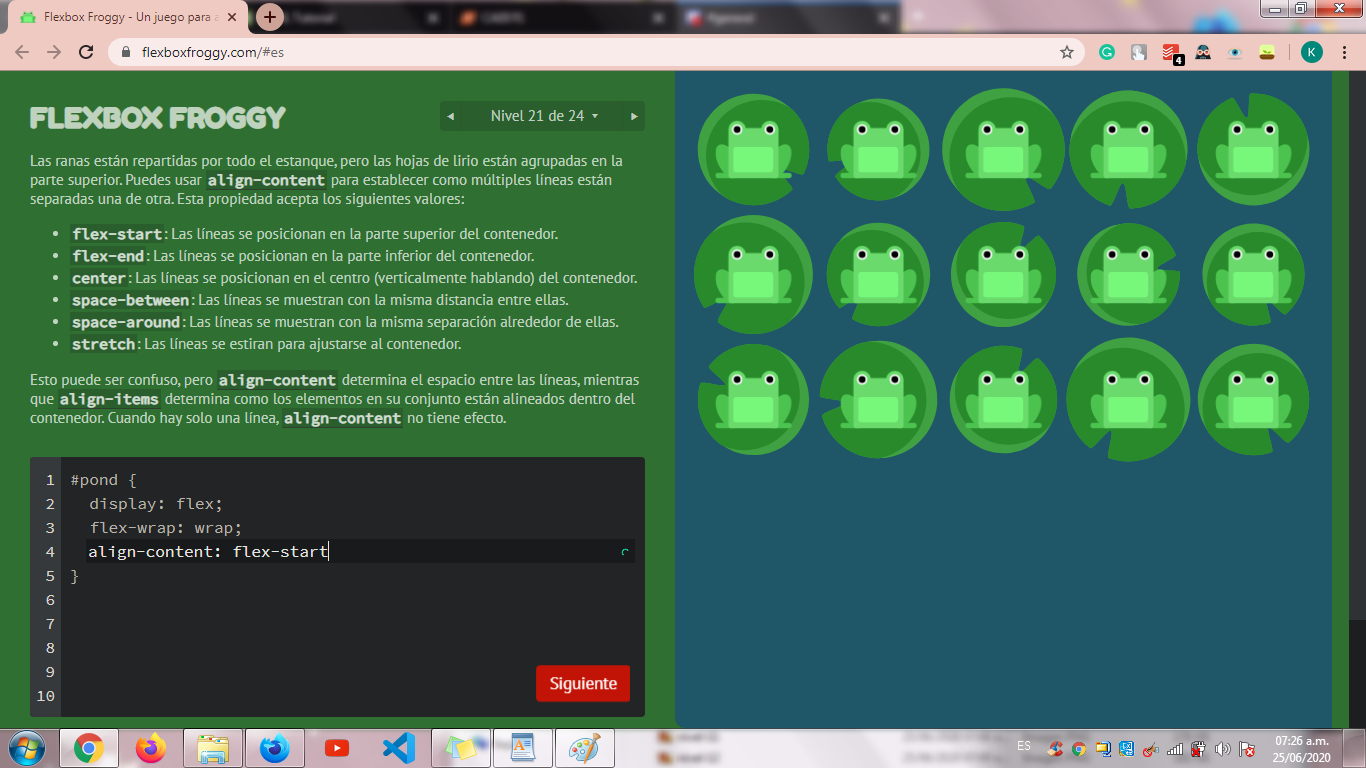 Flexbox Froggy - Un juego para a
Tutorial
flexboxfroggy.com/#es
4
K
FLEXBOX FROGGY
◂ Nivel 21 de 24 ▾ ▸
Las ranas están repartidas por todo el estanque, pero las hojas de lirio están agrupadas en la
parte superior. Puedes usar align-content para establecer como múltiples líneas están
separadas una de otra. Esta propiedad acepta los siguientes valores:
• flex-start: Las líneas se posicionan en la parte superior del contenedor.
• flex-end: Las líneas se posicionan en la parte inferior del contenedor.
• center: Las líneas se posicionan en el centro (verticalmente hablando) del contenedor.
• space-between: Las líneas se muestran con la misma distancia entre ellas.
• space-around: Las líneas se muestran con la misma separación alrededor de ellas.
• stretch: Las líneas se estiran para ajustarse al contenedor.
Esto puede ser confuso, pero align-content determina el espacio entre las líneas, mientras
que align-items determina como los elementos en su conjunto están alineados dentro del
contenedor. Cuando hay solo una línea, align-content no tiene efecto.
1 #pond {
2 display: flex;
3 flex-wrap: wrap;
4 align-content: flex-start
5 }
6
7
8
9
10
Siguiente
ES
07:26 a.m.
25/06/2020